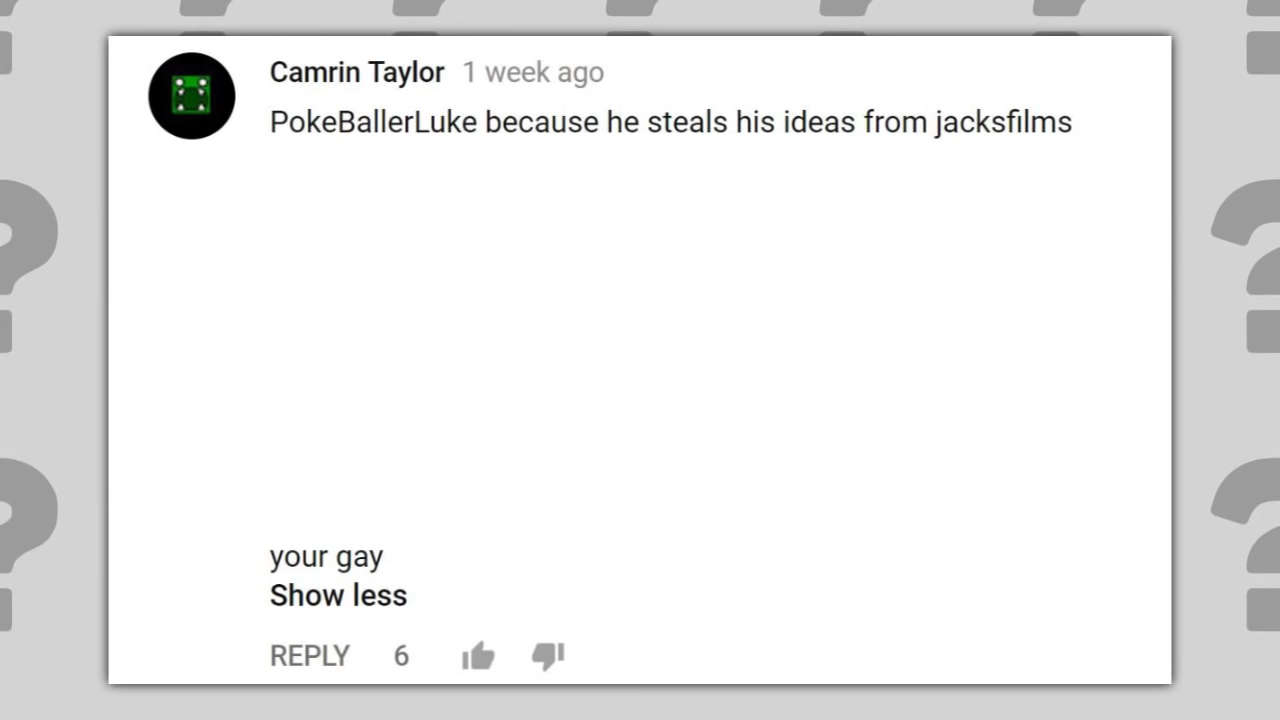 Camrin Taylor 1 week ago
PokeBallerLuke because he steals his ideas from jacksfilms
your gay
Show less
REPLY 6